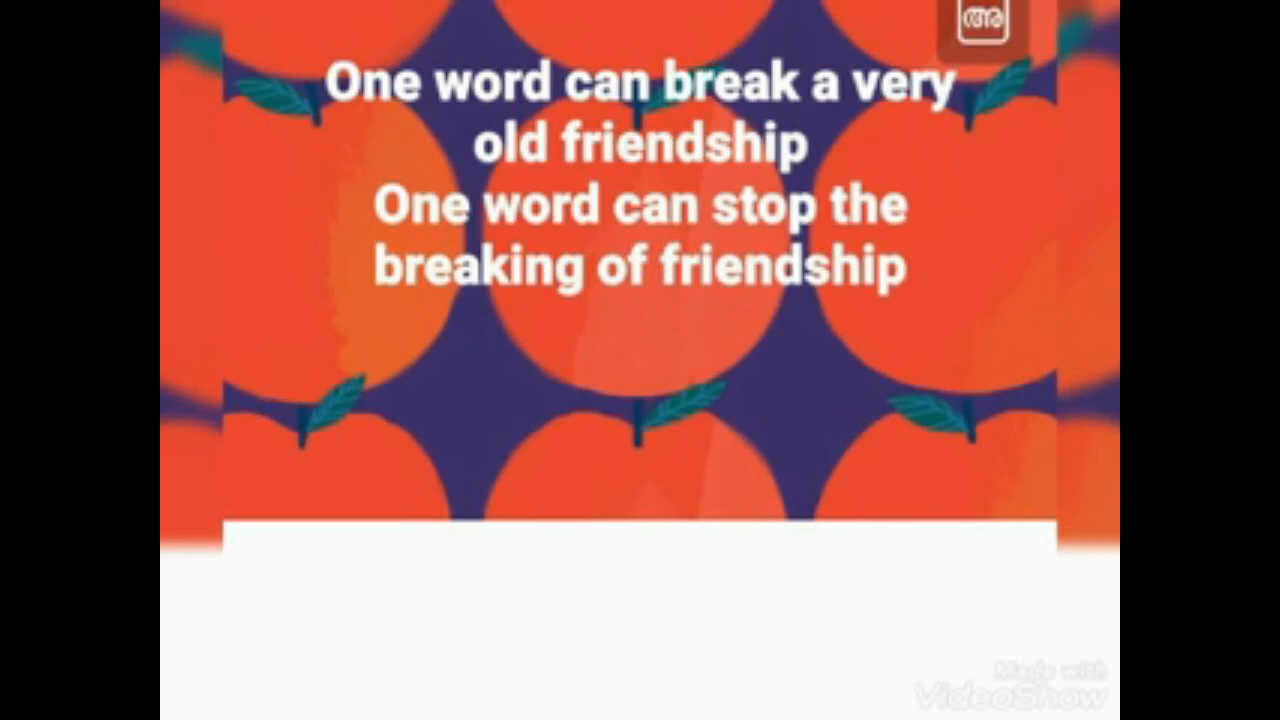 അ
One word can break a very
old friendship
One word can stop the
breaking of friendship
Made with
VideoShow